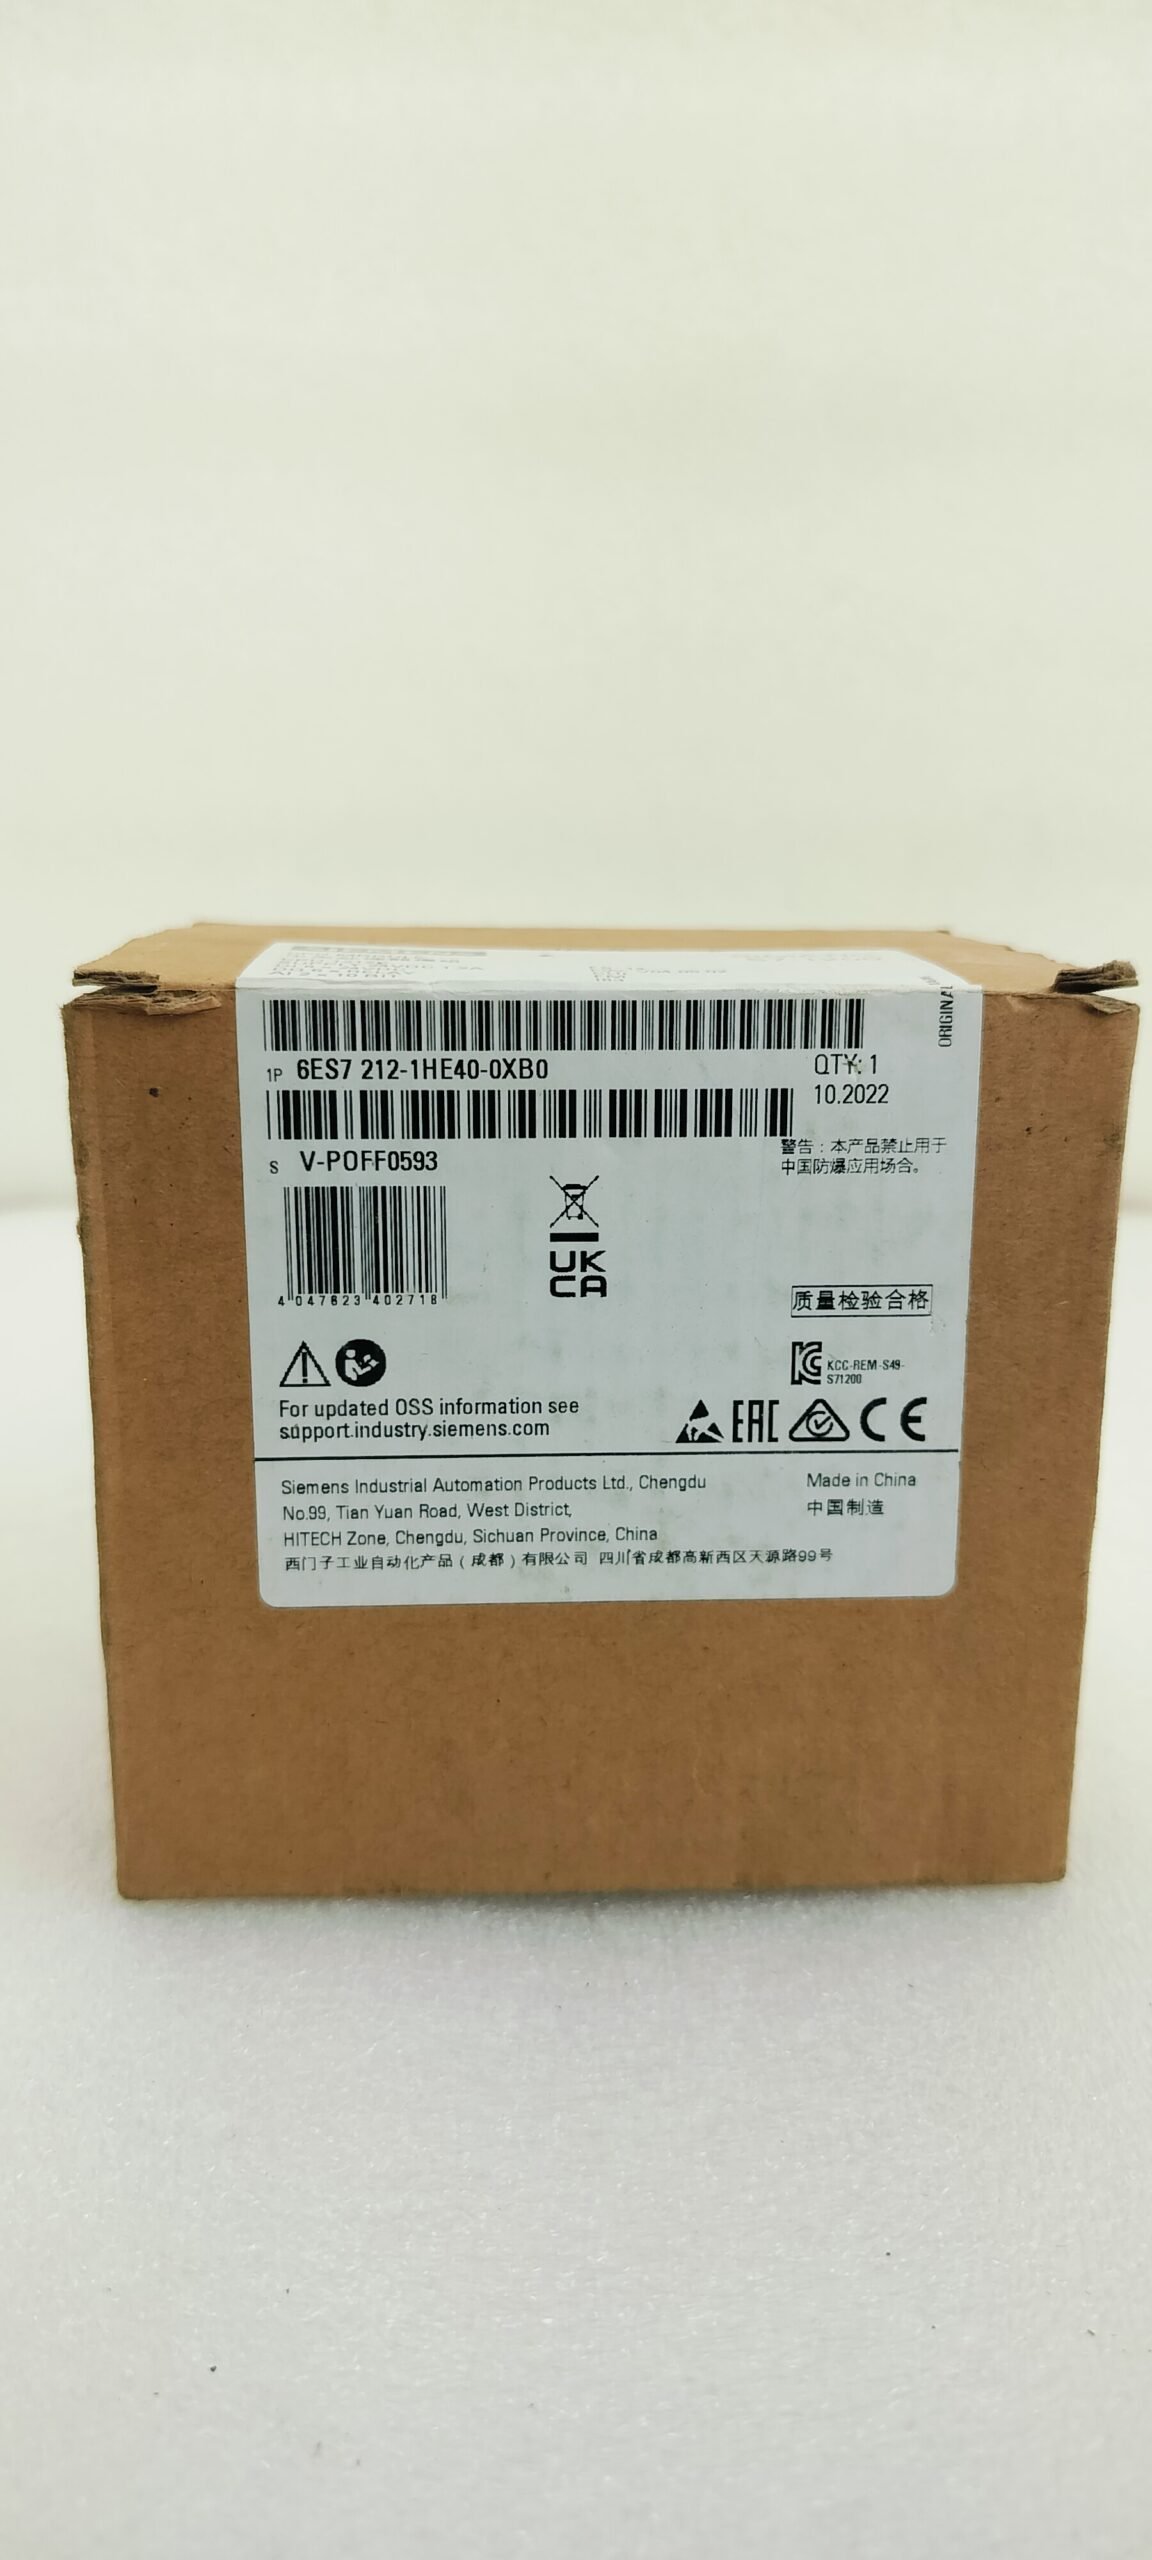 ORIGINAL
1P 6ES7 212-1HE40-0XB0
QTY: 1
10.2022
S V-POFF0593
警告：本产品禁止用于
中国防爆应用场合。
4 047623 402718
UK
CA
质量检验合格
KCC-REM-S49-
S71200
For updated OSS information see
support.industry.siemens.com
EAC
CE
Siemens Industrial Automation Products Ltd., Chengdu
No.99, Tian Yuan Road, West District,
HITECH Zone, Chengdu, Sichuan Province, China
Made in China
中国制造
西门子工业自动化产品（成都）有限公司 四川省成都高新西区天源路99号